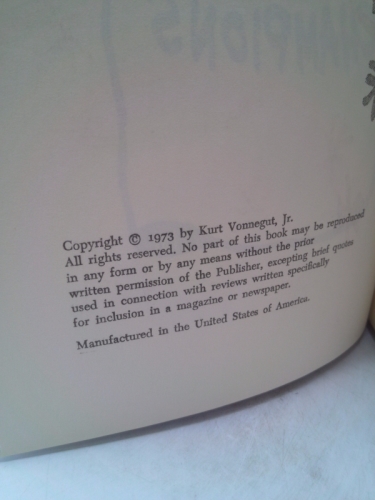 CHAMPIONS
Copyright © 1973 by Kurt Vonnegut, Jr.
All rights reserved. No part of this book may be reproduced
in any form or by any means without the prior
written permission of the Publisher, excepting brief quotes
used in connection with reviews written specifically
for inclusion in a magazine or newspaper.
Manufactured in the United States of America.